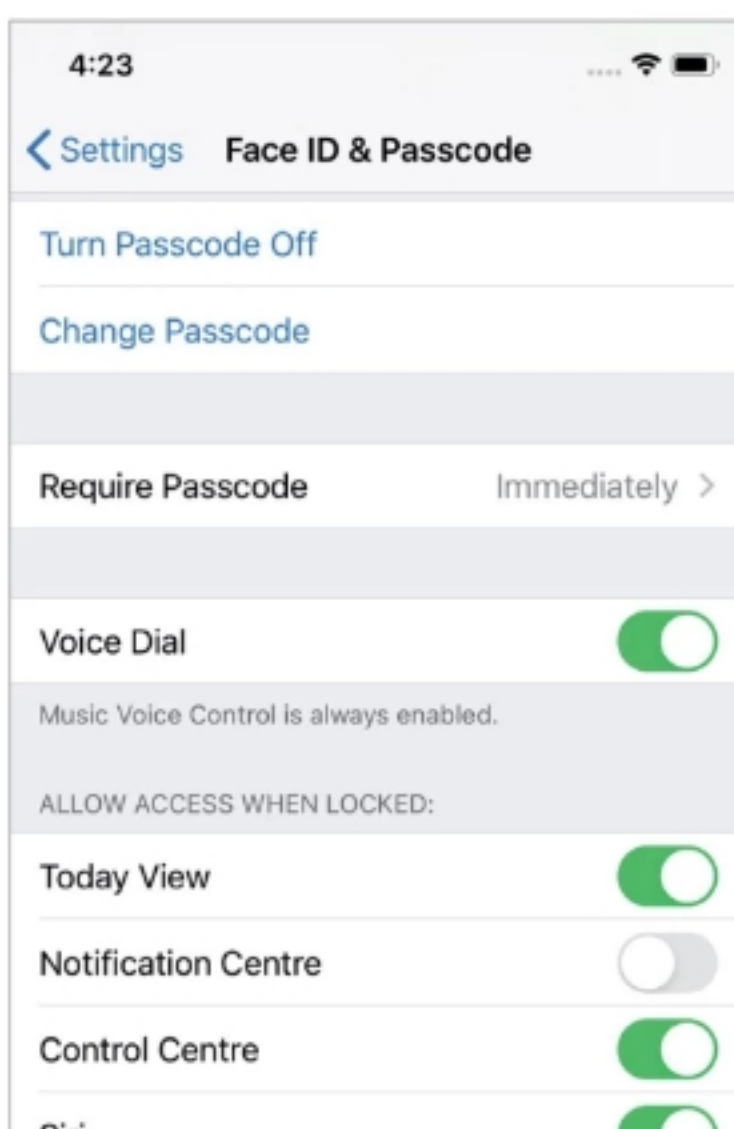 4:23
Settings Face ID & Passcode
Turn Passcode Off
Change Passcode
Require Passcode Immediately
Voice Dial
Music Voice Control is always enabled.
ALLOW ACCESS WHEN LOCKED:
Today View
Notification Centre
Control Centre